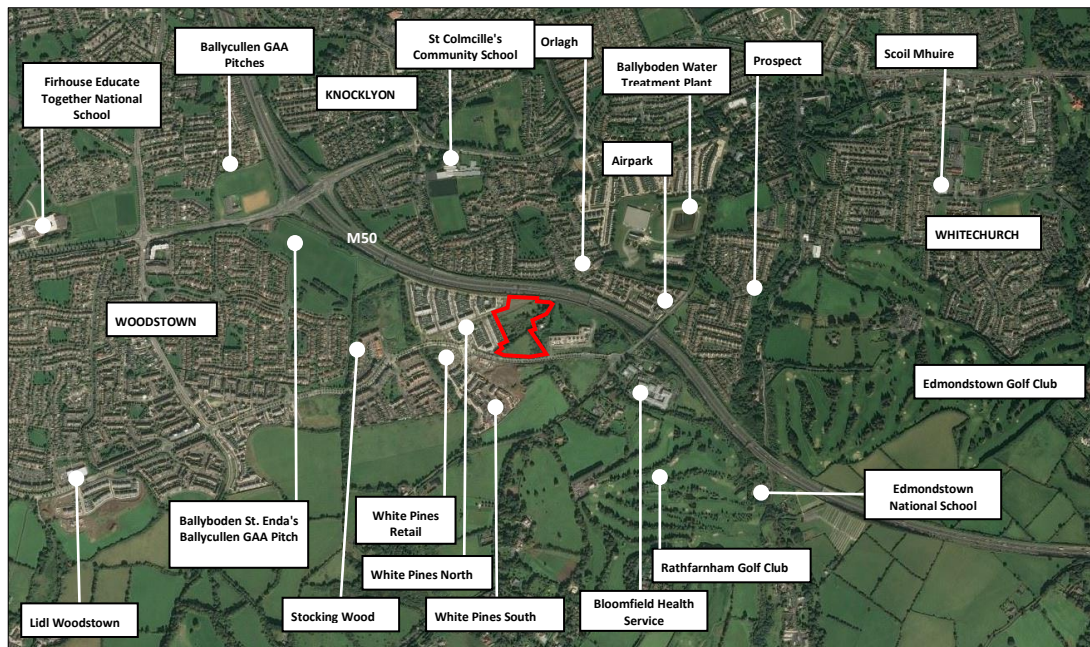 Ballycullen GAA
Pitches
St Colmcille's
Community School
Orlagh
Ballyboden Water
Treatment Plant
Prospect
Scoil Mhuire
Firhouse Educate
Together National
School
KNOCKLYON
Airpark
M50
WHITECHURCH
WOODSTOWN
Edmondstown Golf Club
Ballyboden St. Enda's
Ballycullen GAA Pitch
White Pines
Retail
Edmondstown
National School
White Pines North
Rathfarnham Golf Club
Lidl Woodstown
Stocking Wood
White Pines South
Bloomfield Health
Service